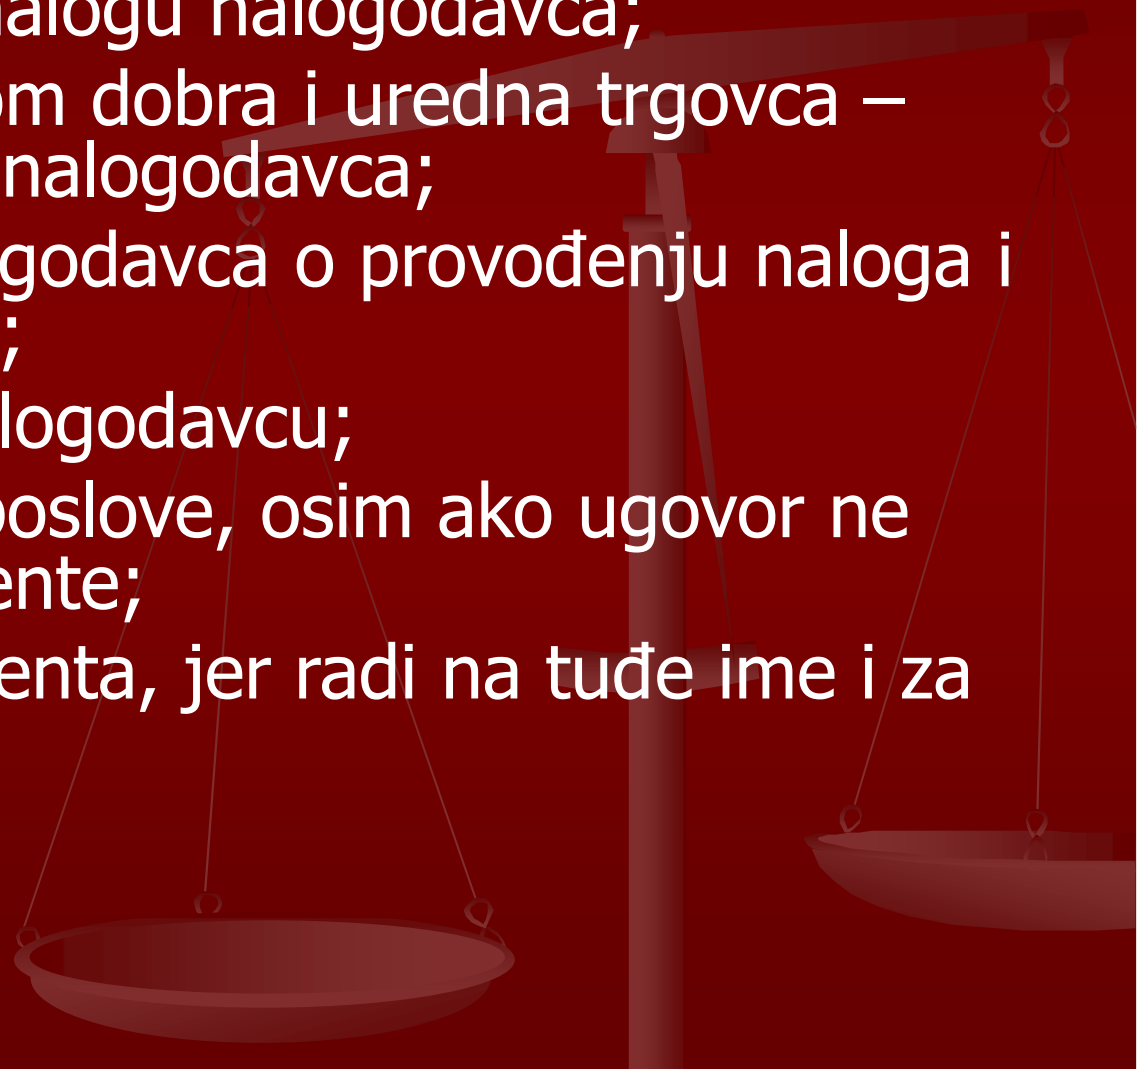 nalogu nalogodavca;
om dobra i uredna trgovca –
nalogodavca;
godavca o provođenju naloga i
;
logodavcu;
poslove, osim ako ugovor ne
ente;
enta, jer radi na tuđe ime i za